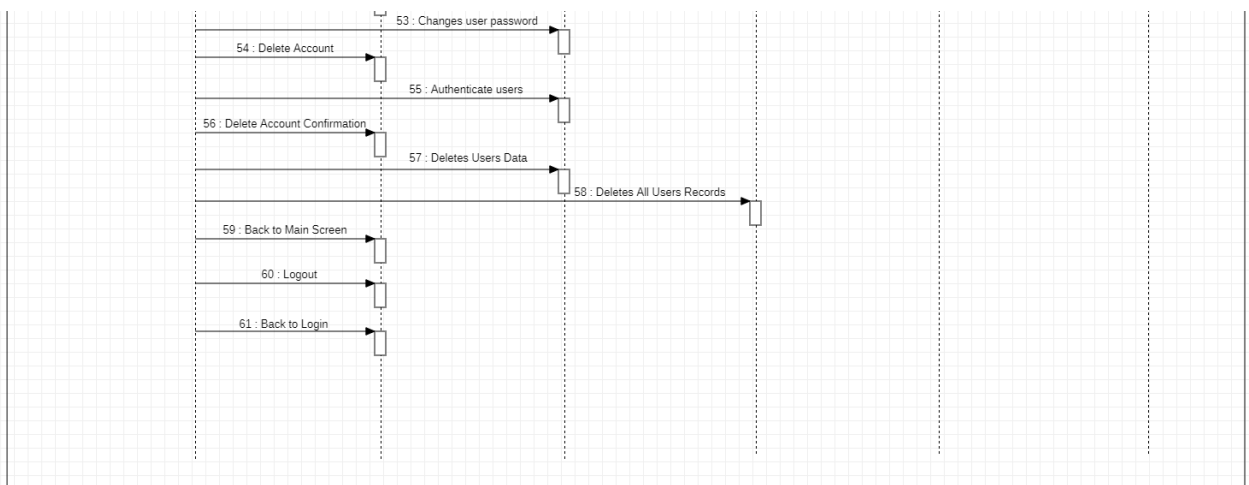 53 : Changes user password
54 : Delete Account
55 : Authenticate users
56 : Delete Account Confirmation
57 : Deletes Users Data
58 : Deletes All Users Records
59 : Back to Main Screen
60 : Logout
61 : Back to Login